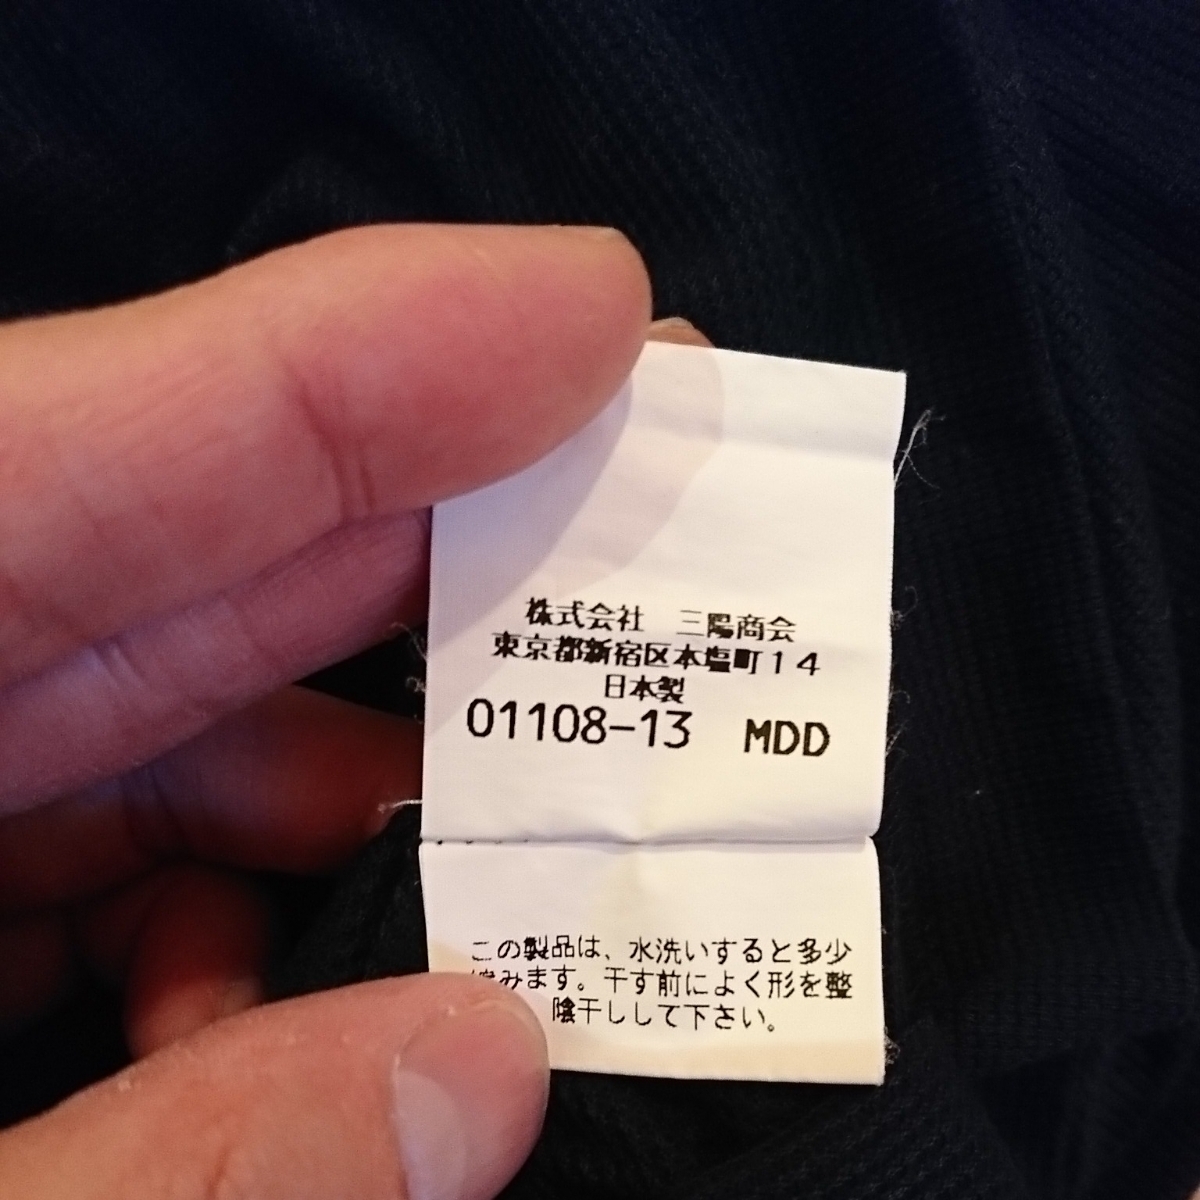 株式会社　三陽商会
東京都新宿区本塩町１４
日本製
01108-13 MDD
この製品は、水洗いすると多少
みます。干す前によく形を整
陰干しして下さい。